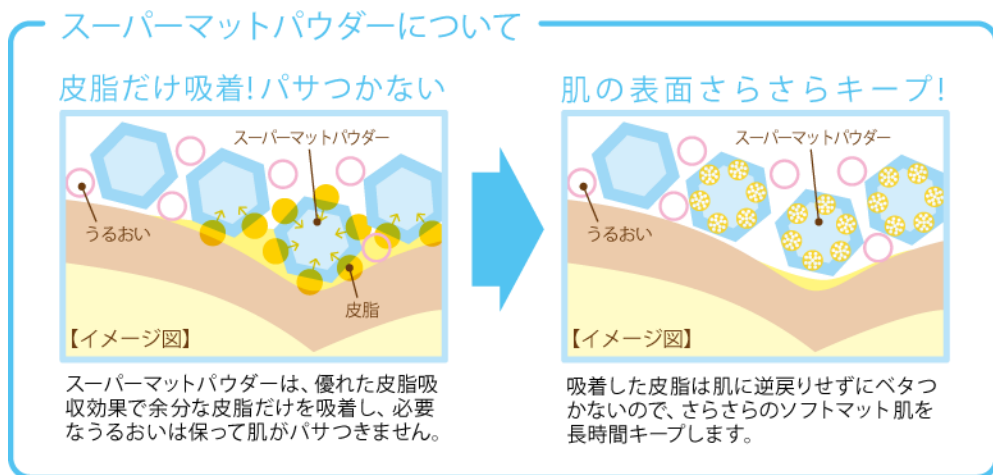 スーパーマットパウダーについて
皮脂だけ吸着!パサつかない
スーパーマットパウダー
うるおい
皮脂
【イメージ図】
スーパーマットパウダーは、優れた皮脂吸
収効果で余分な皮脂だけを吸着し、必要
なうるおいは保って肌がパサつきません。
肌の表面さらさらキープ!
スーパーマットパウダー
うるおい
【イメージ図】
吸着した皮脂は肌に逆戻りせずにベタつ
かないので、さらさらのソフトマット肌を
長時間キープします。